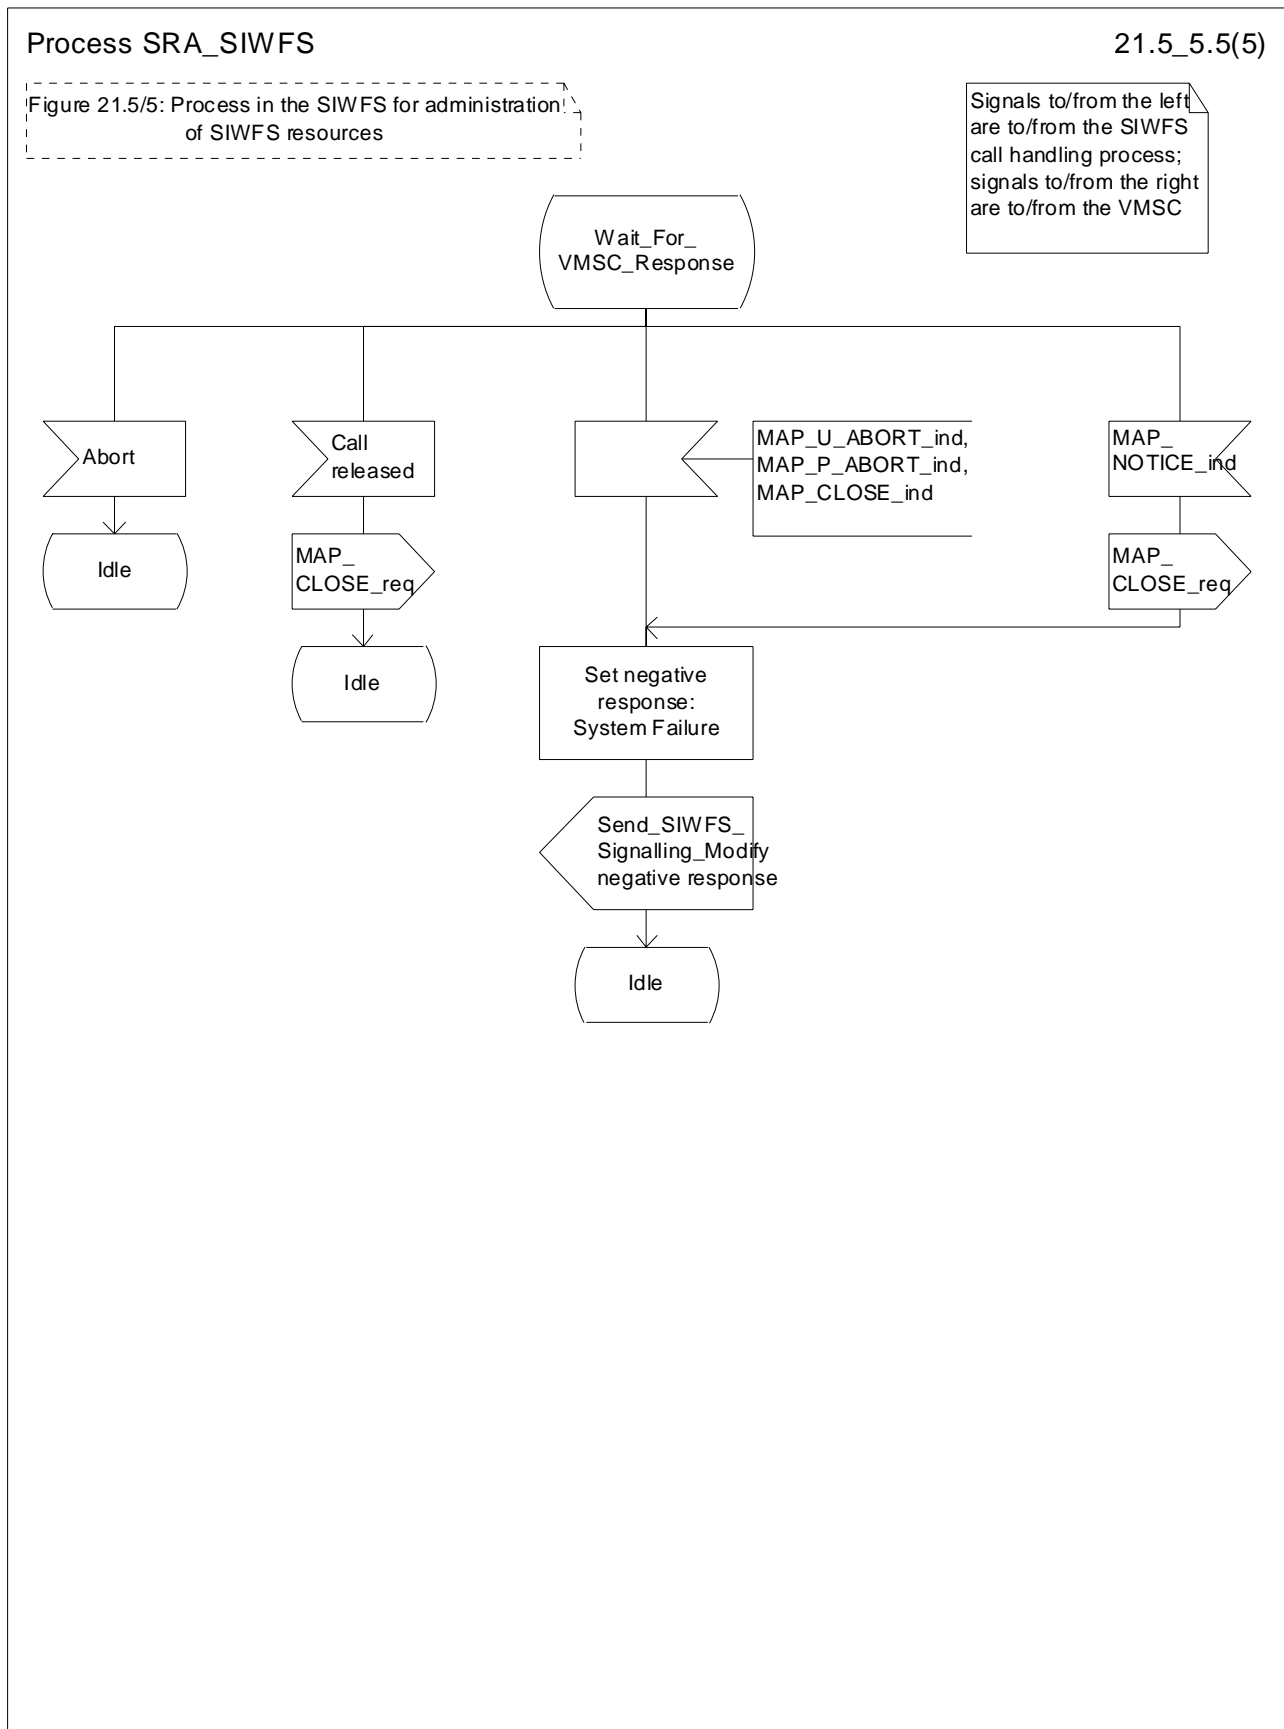 Process SRA_SIWFS
21.5_5.5(5)
Figure 21.5/5: Process in the SIWFS for administration
of SIWFS resources
Signals to/from the left
are to/from the SIWFS
call handling process;
signals to/from the right
are to/from the VMSC
Wait_For_
VMSC_Response
Abort
Call
released
MAP_U_ABORT_ind,
MAP_P_ABORT_ind,
MAP_CLOSE_ind
MAP_
NOTICE_ind
Idle
MAP_
CLOSE_req
MAP_
CLOSE_req
Idle
Set negative
response:
System Failure
Send_SIWFS_
Signalling_Modify
negative response
Idle